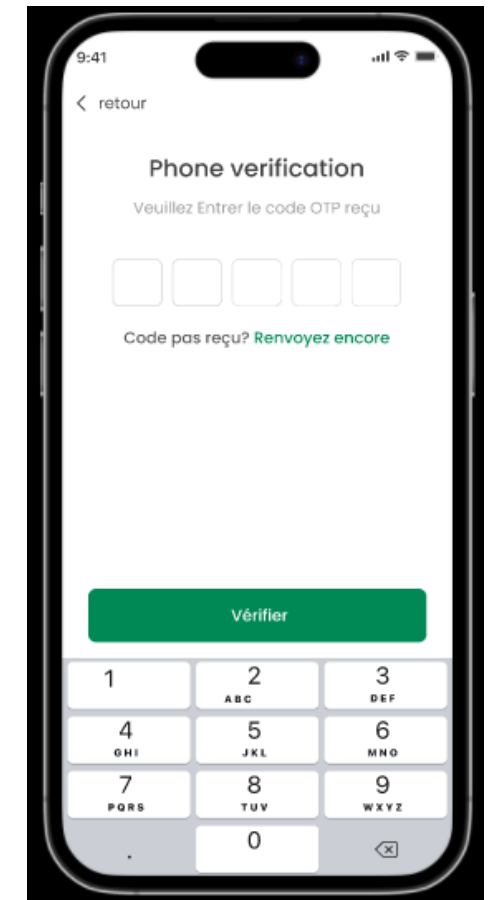 9:41
retour
Phone verification
Veuillez Entrer le code OTP reçu
Code pas reçu? Renvoyez encore
Vérifier
1 2 3
ABC DEF
4 5 6
GHI JKL MNO
7 8 9
PQRS TUV WXYZ
. 0